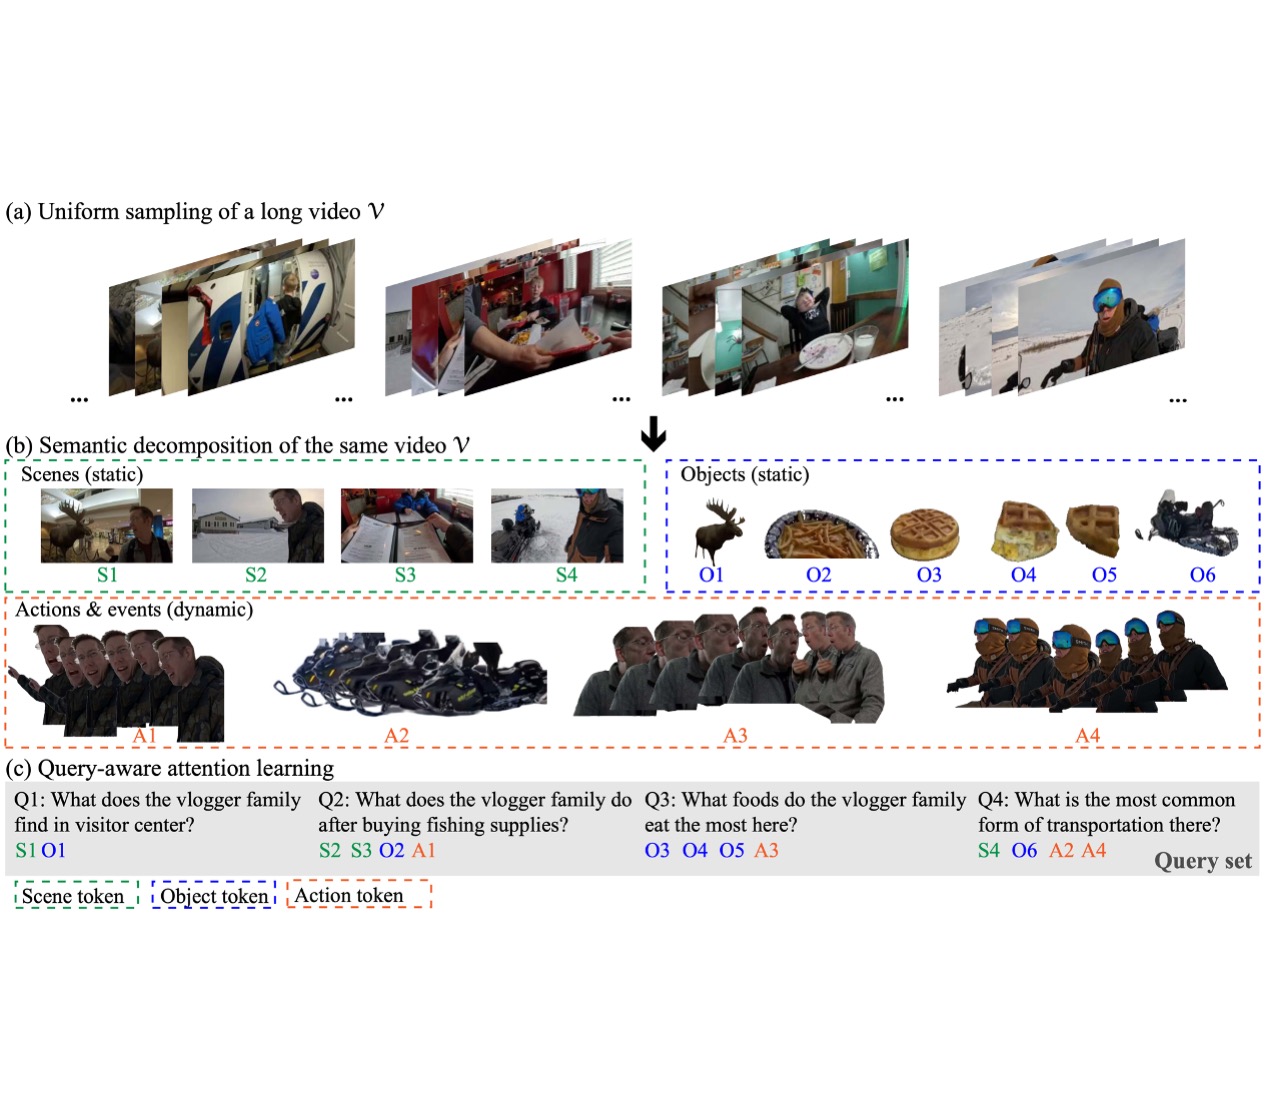 (a) Uniform sampling of a long video 𝒱
... ... ... ... ...
(b) Semantic decomposition of the same video 𝒱
Scenes (static)
S1 S2 S3 S4
Objects (static)
O1 O2 O3 O4 O5 O6
Actions & events (dynamic)
A1 A2 A3 A4
(c) Query-aware attention learning
Q1: What does the vlogger family
find in visitor center?
S1 O1
Q2: What does the vlogger family do
after buying fishing supplies?
S2 S3 O2 A1
Q3: What foods do the vlogger family
eat the most here?
O3 O4 O5 A3
Q4: What is the most common
form of transportation there?
S4 O6 A2 A4
Query set
Scene token Object token Action token